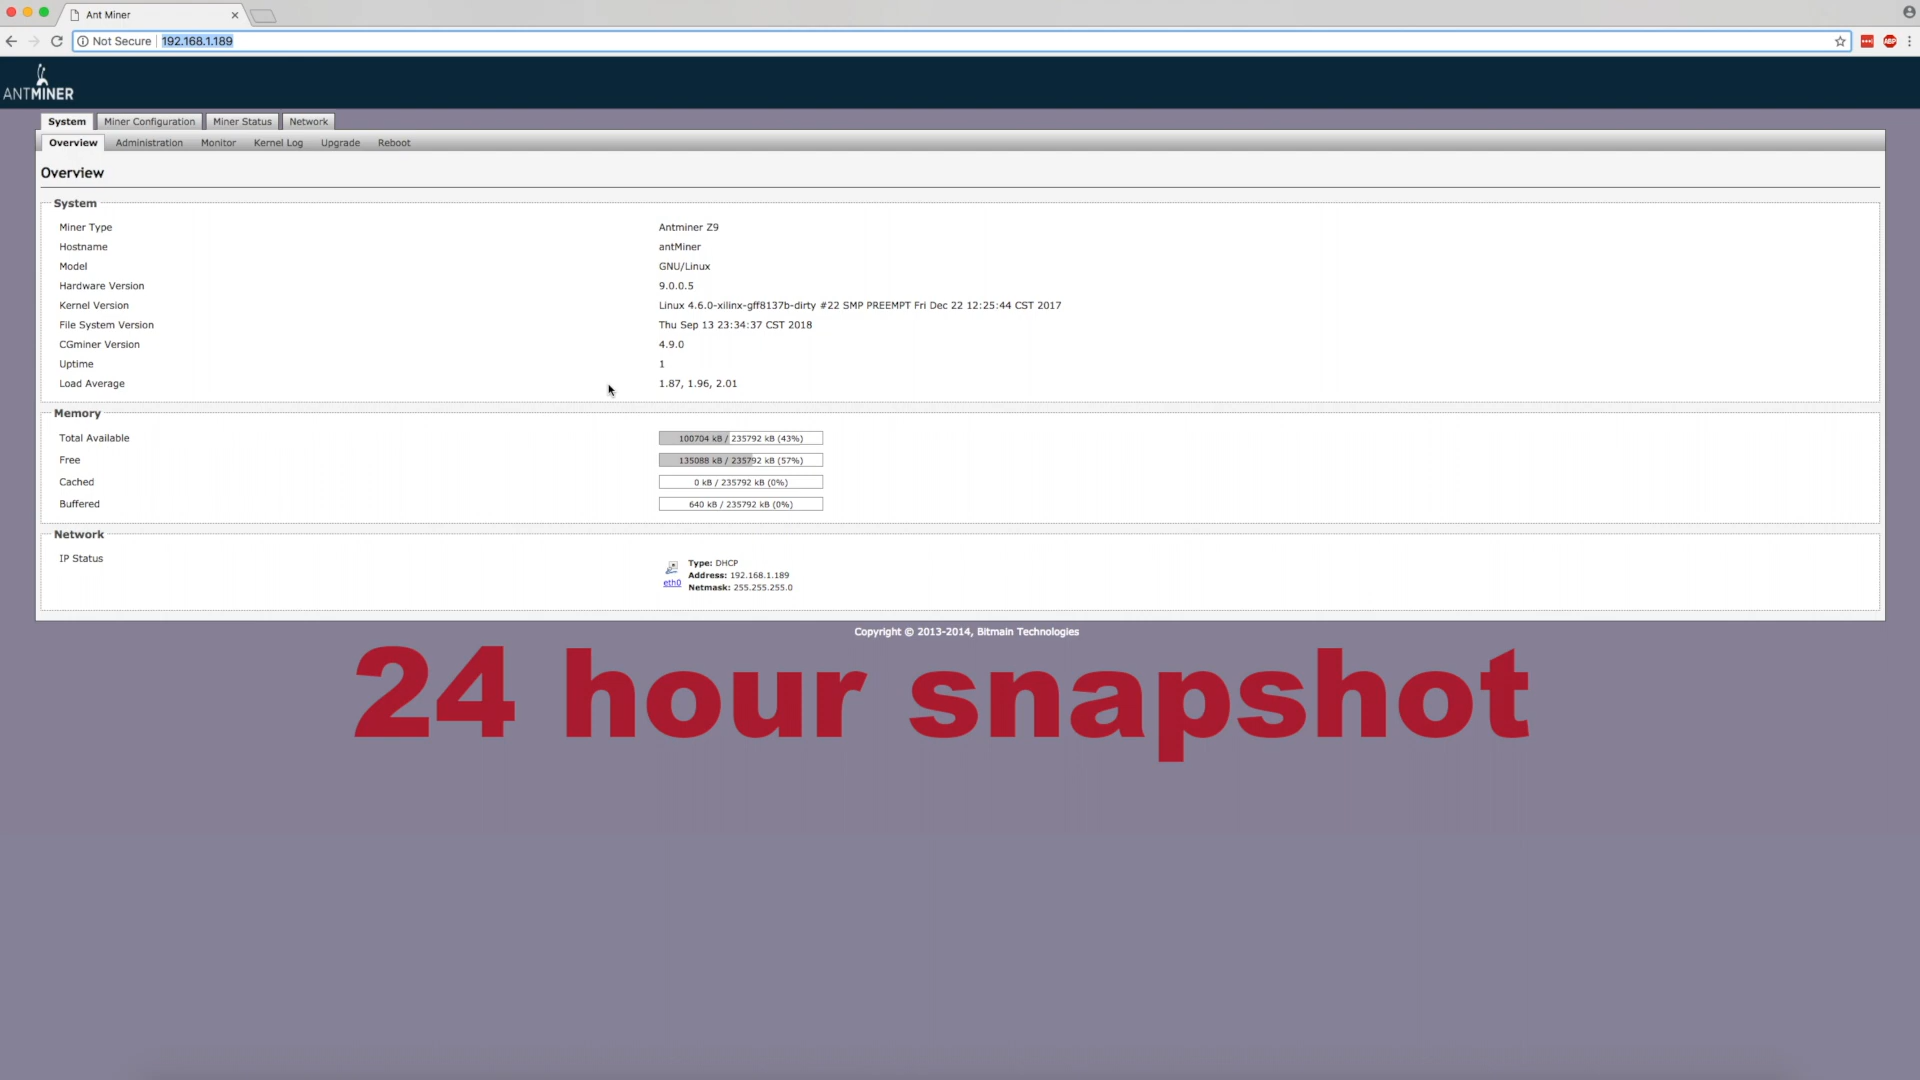 Ant Miner
Not Secure 192.168.1.189
ABP
ANTMINER
System Miner Configuration Miner Status Network
Overview Administration Monitor Kernel Log Upgrade Reboot
Overview
System
Miner Type Antminer Z9
Hostname antMiner
Model GNU/Linux
Hardware Version 9.0.0.5
Kernel Version Linux 4.6.0-xilinx-gff8137b-dirty #22 SMP PREEMPT Fri Dec 22 12:25:44 CST 2017
File System Version Thu Sep 13 23:34:37 CST 2018
CGminer Version 4.9.0
Uptime 1
Load Average 1.87, 1.96, 2.01
Memory
Total Available 100704 kB / 235792 kB (43%)
Free 135088 kB / 235792 kB (57%)
Cached 0 kB / 235792 kB (0%)
Buffered 640 kB / 235792 kB (0%)
Network
IP Status
Type: DHCP
Address: 192.168.1.189
eth0 Netmask: 255.255.255.0
Copyright © 2013-2014, Bitmain Technologies
24 hour snapshot